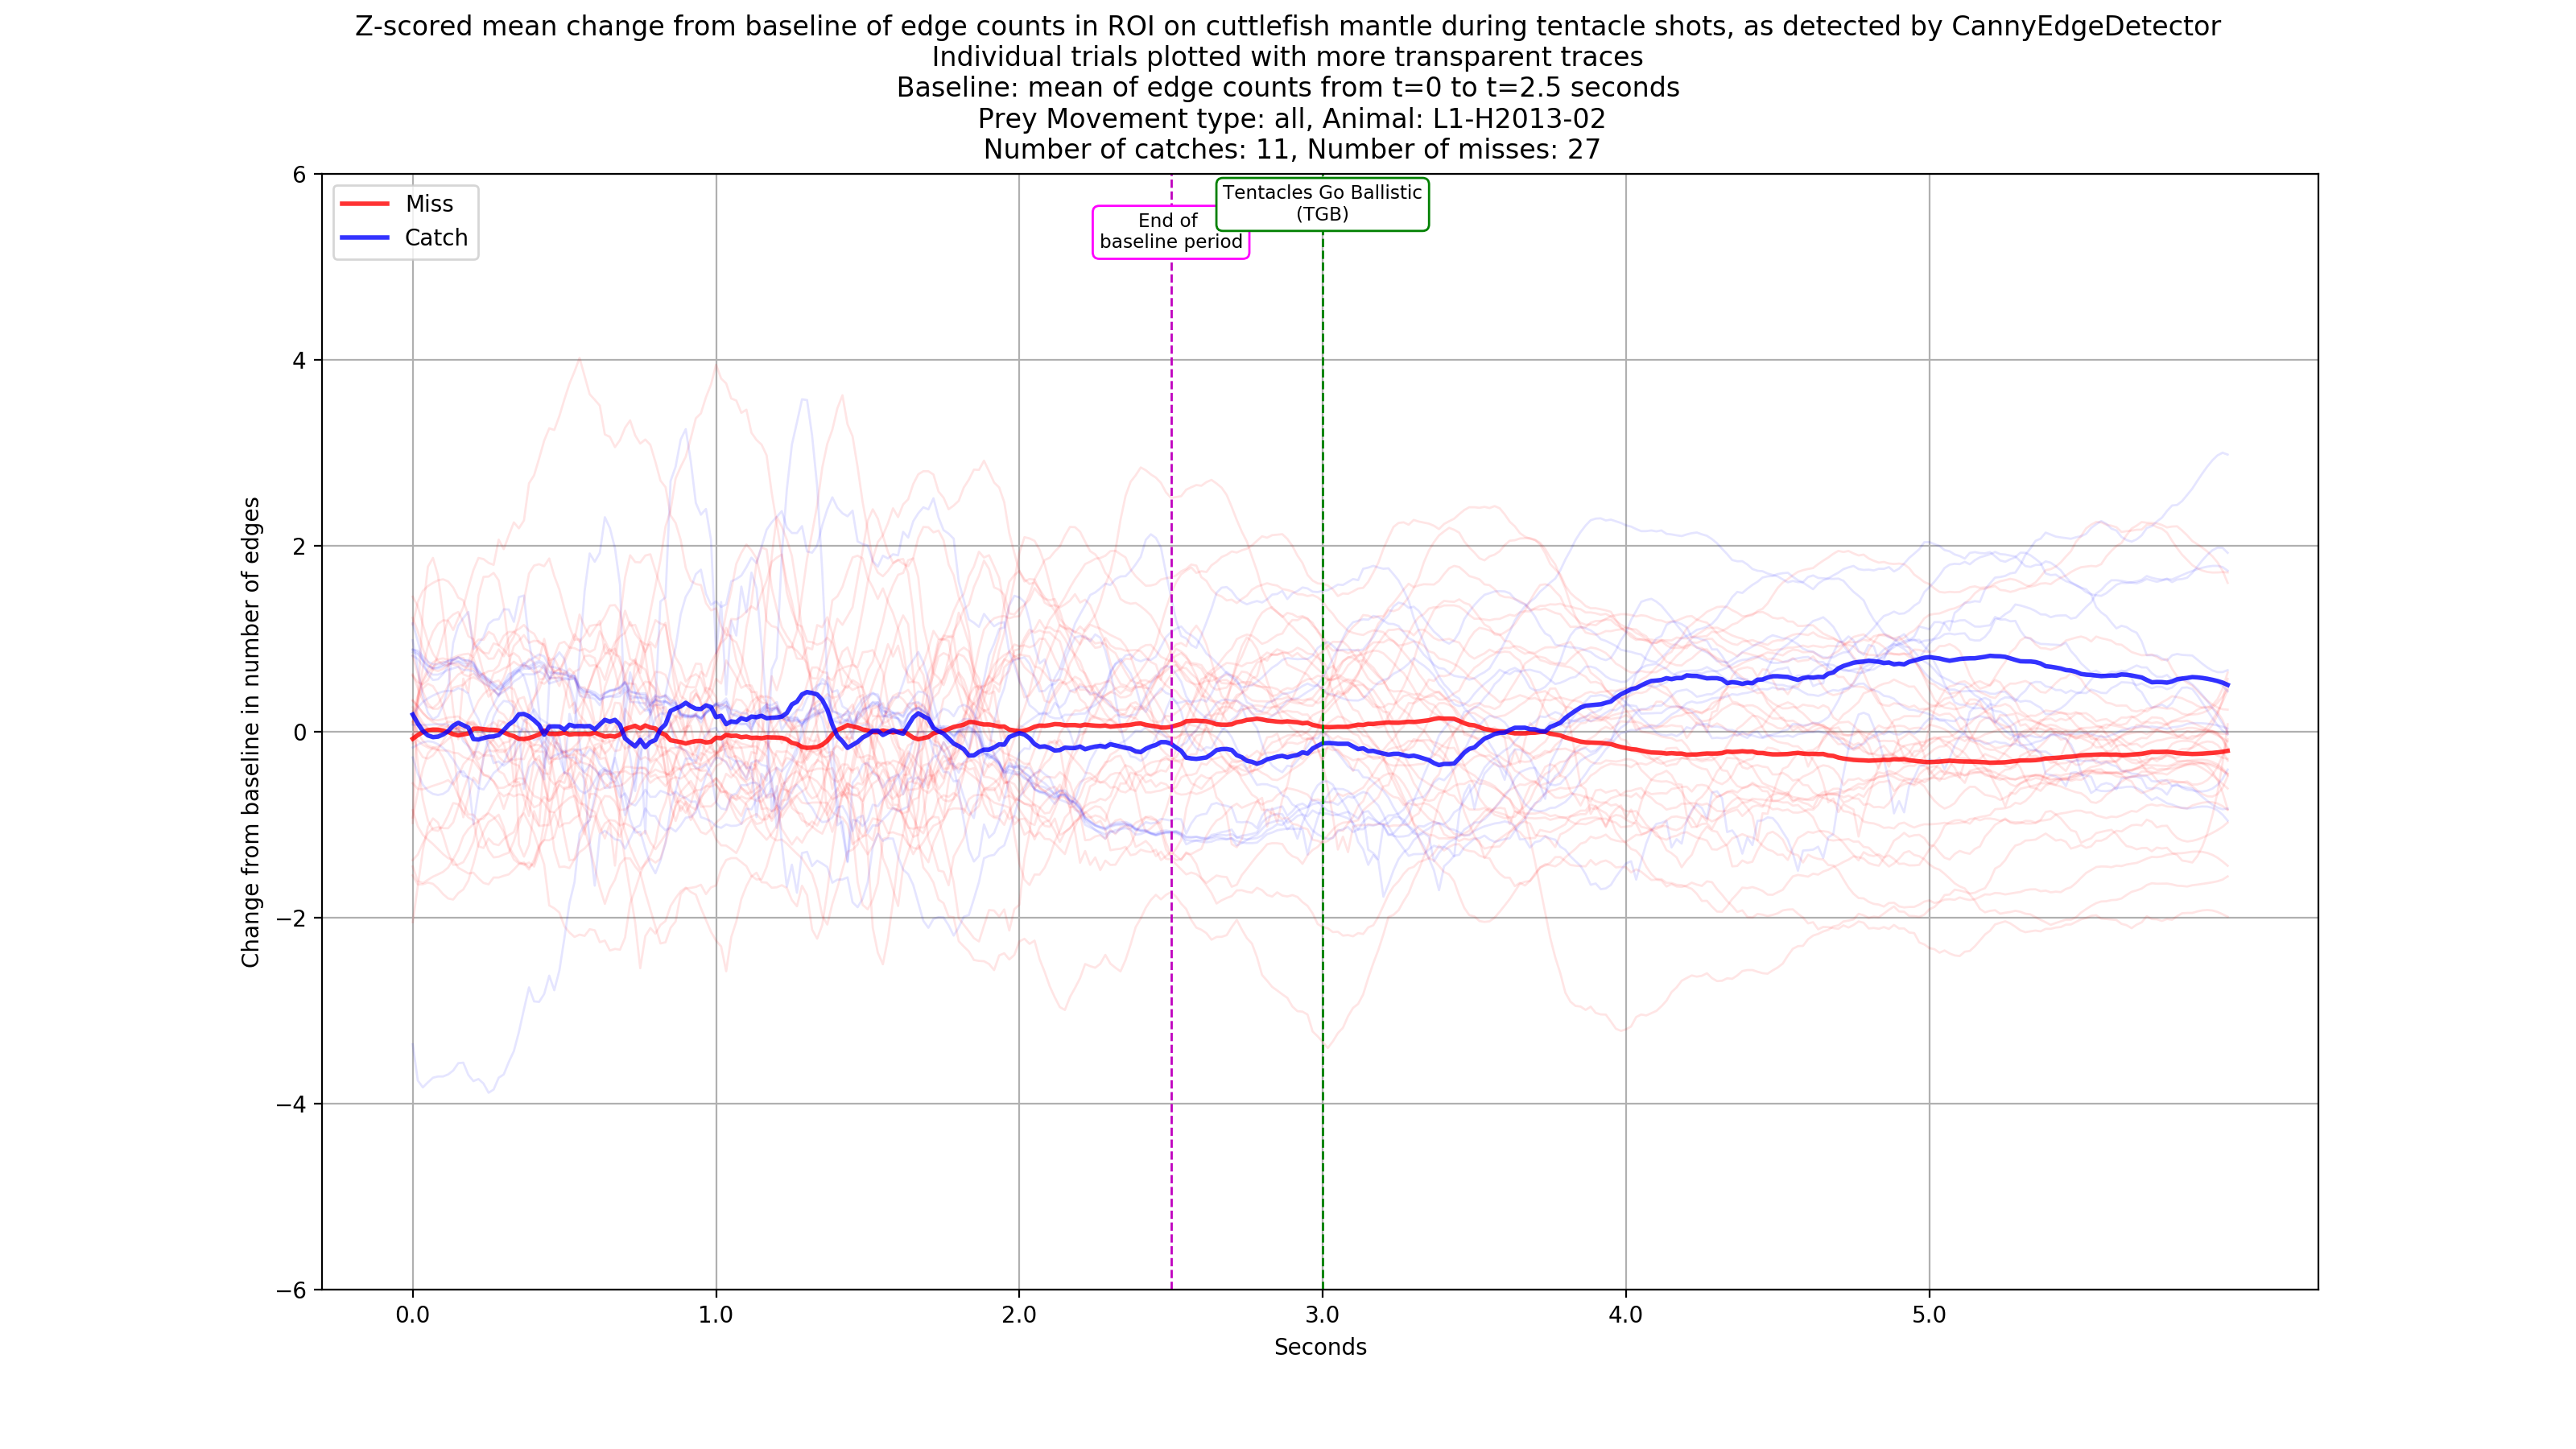 Z-scored mean change from baseline of edge counts in ROI on cuttlefish mantle during tentacle shots, as detected by CannyEdgeDetector
Individual trials plotted with more transparent traces
Baseline: mean of edge counts from t=0 to t=2.5 seconds
Prey Movement type: all, Animal: L1-H2013-02
Number of catches: 11, Number of misses: 27
Miss
Catch
End of
baseline period
Tentacles Go Ballistic
(TGB)
Change from baseline in number of edges
6
4
2
0
−2
−4
−6
0.0
1.0
2.0
3.0
4.0
5.0
Seconds